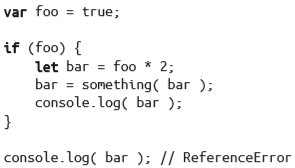 var foo = true;
if (foo) {
let bar = foo * 2;
bar = something( bar );
console.log( bar );
}
console.log( bar ); // ReferenceError